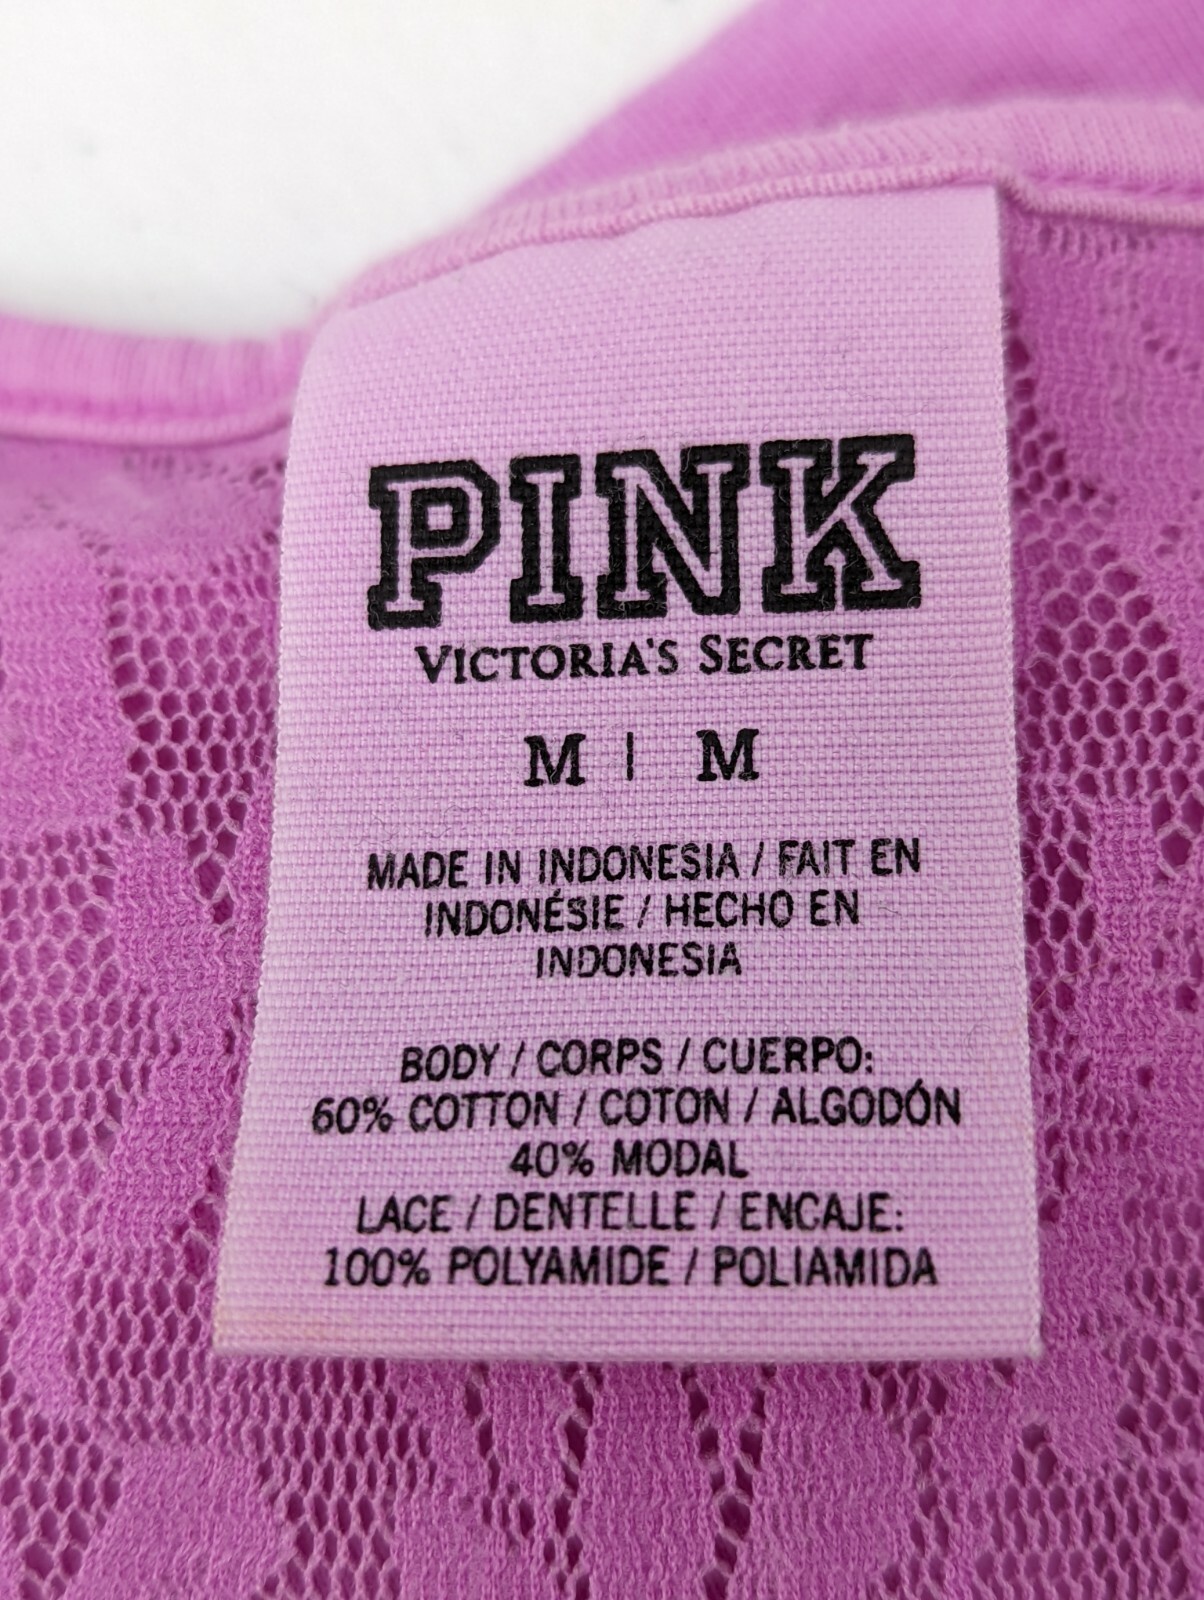 PINK
VICTORIA'S SECRET
M | M
MADE IN INDONESIA / FAIT EN
INDONÉSIE / HECHO EN
INDONESIA
BODY / CORPS / CUERPO:
60% COTTON / COTON / ALGODÓN
40% MODAL
LACE / DENTELLE / ENCAJE:
100% POLYAMIDE / POLIAMIDA